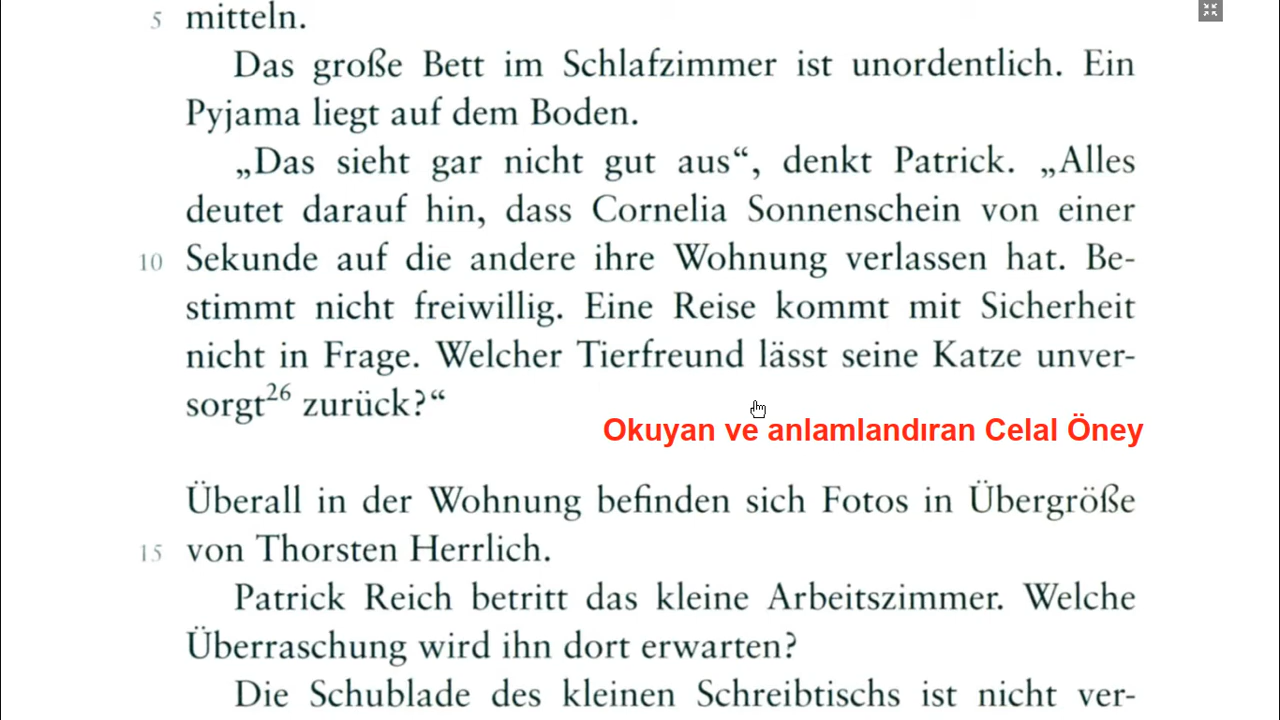 5 mitteln.
Das große Bett im Schlafzimmer ist unordentlich. Ein
Pyjama liegt auf dem Boden.
„Das sieht gar nicht gut aus“, denkt Patrick. „Alles
deutet darauf hin, dass Cornelia Sonnenschein von einer
10 Sekunde auf die andere ihre Wohnung verlassen hat. Be-
stimmt nicht freiwillig. Eine Reise kommt mit Sicherheit
nicht in Frage. Welcher Tierfreund lässt seine Katze unver-
sorgt26 zurück?“
Okuyan ve anlamlandıran Celal Öney
Überall in der Wohnung befinden sich Fotos in Übergröße
15 von Thorsten Herrlich.
Patrick Reich betritt das kleine Arbeitszimmer. Welche
Überraschung wird ihn dort erwarten?
Die Schublade des kleinen Schreibtischs ist nicht ver-